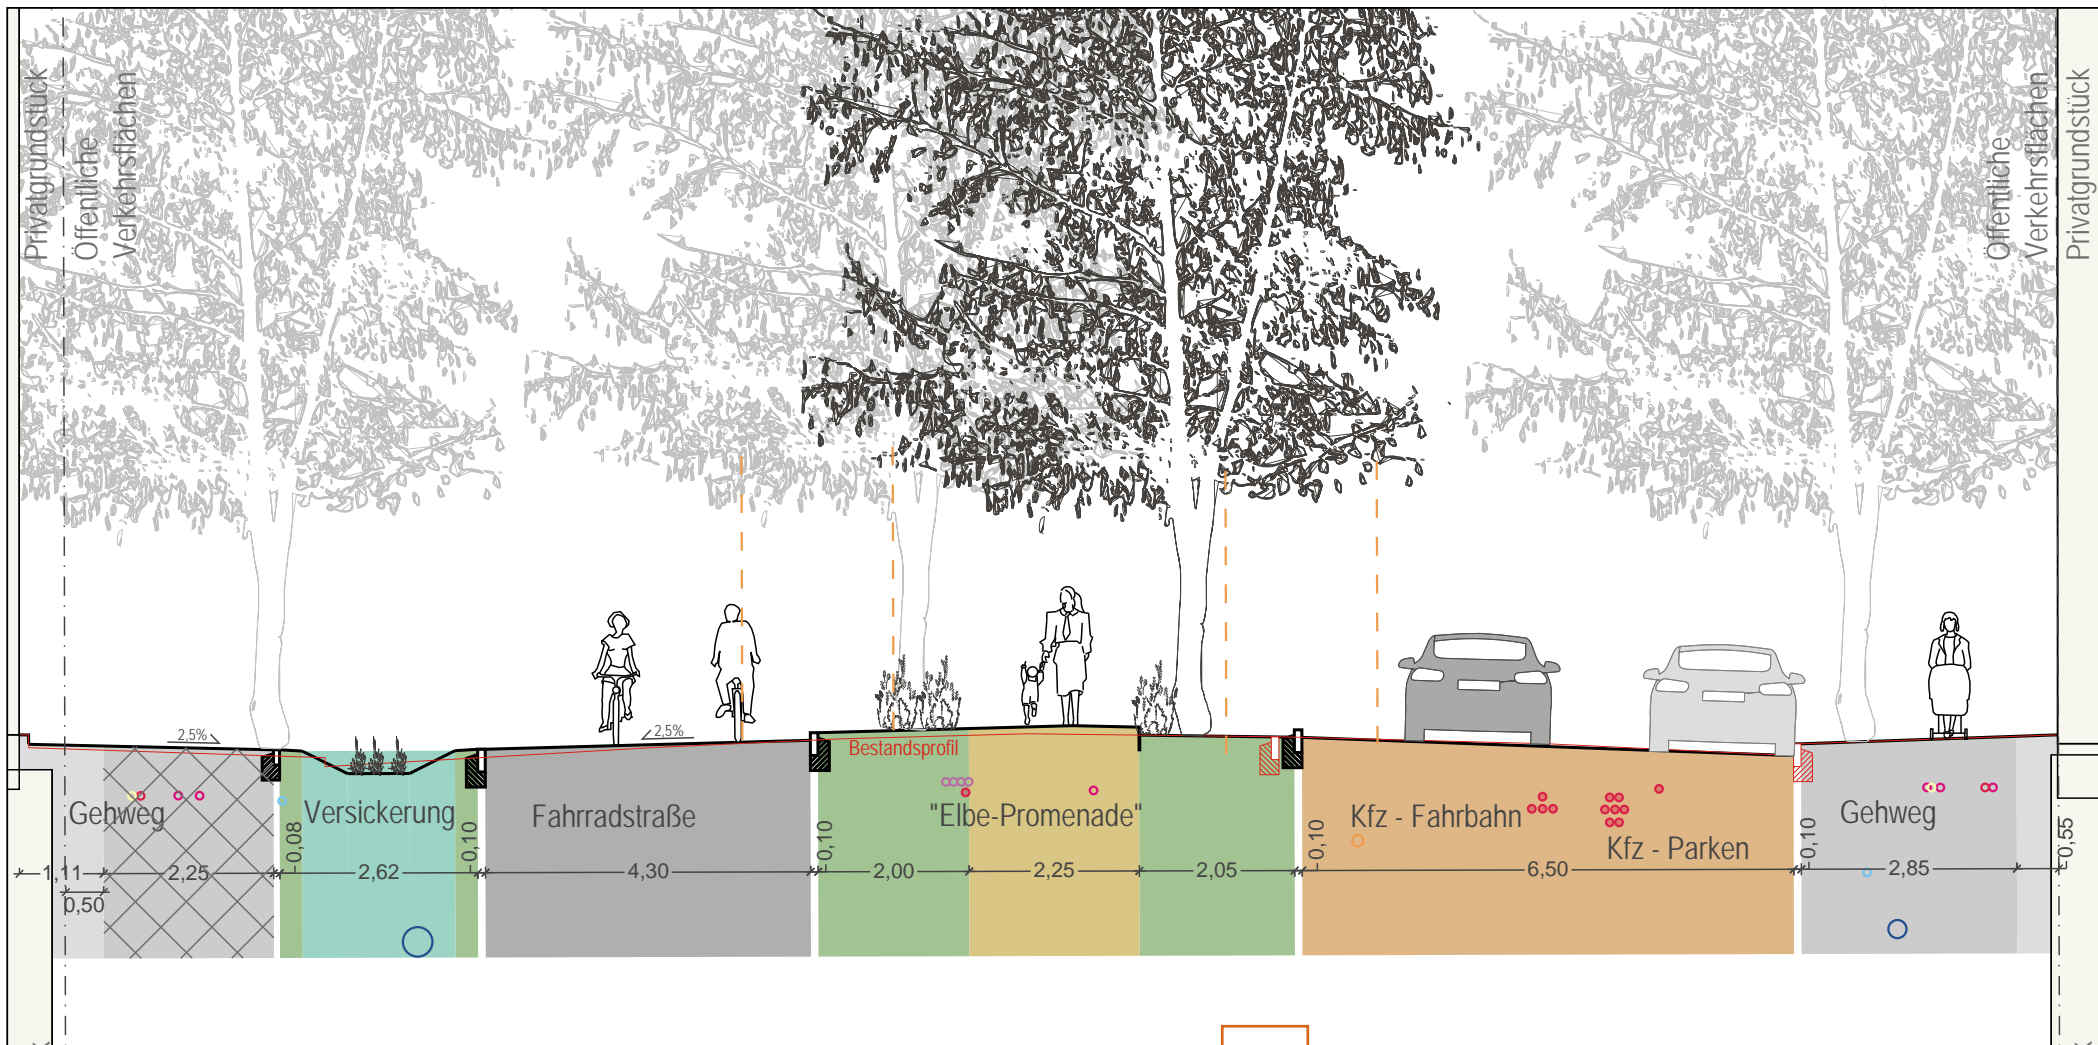 Privatgrundstück
Öffentliche
Verkehrsflächen
Öffentliche
Verkehrsflächen
Privatgrundstück
2,5%
2,5%
Bestandsprofil
Gehweg
Versickerung
Fahrradstraße
"Elbe-Promenade"
Kfz - Fahrbahn
Kfz - Parken
Gehweg
1,11
2,25
0,08
2,62
0,10
4,30
0,10
2,00
2,25
2,05
0,10
6,50
0,10
2,85
0,55
0,50